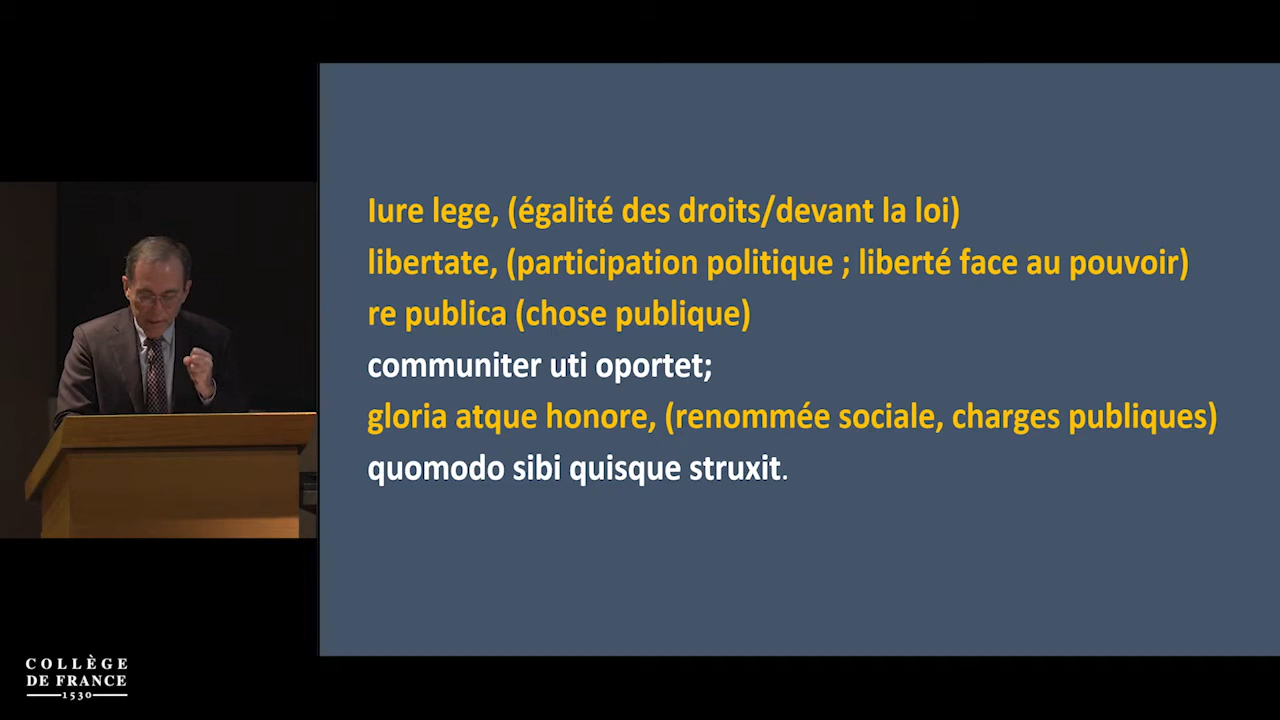 Iure lege, (égalité des droits/devant la loi)
libertate, (participation politique ; liberté face au pouvoir)
re publica (chose publique)
communiter uti oportet;
gloria atque honore, (renommée sociale, charges publiques)
quomodo sibi quisque struxit.
COLLÈGE
DE FRANCE
1530